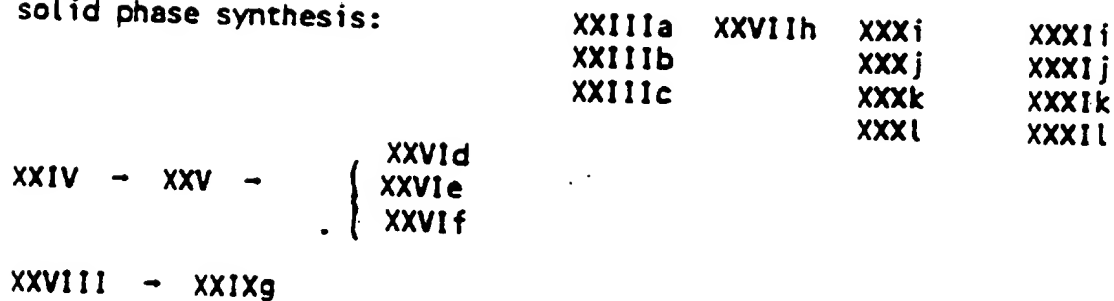 solid phase synthesis:
XXIIIa XXVIIh XXXi XXXIi
XXIIIb XXXj XXXIj
XXIIIc XXXk XXXIk
XXXl XXXIl
XXVId
XXIV - XXV - { XXVIe
XXVIf
XXVIII - XXIXg